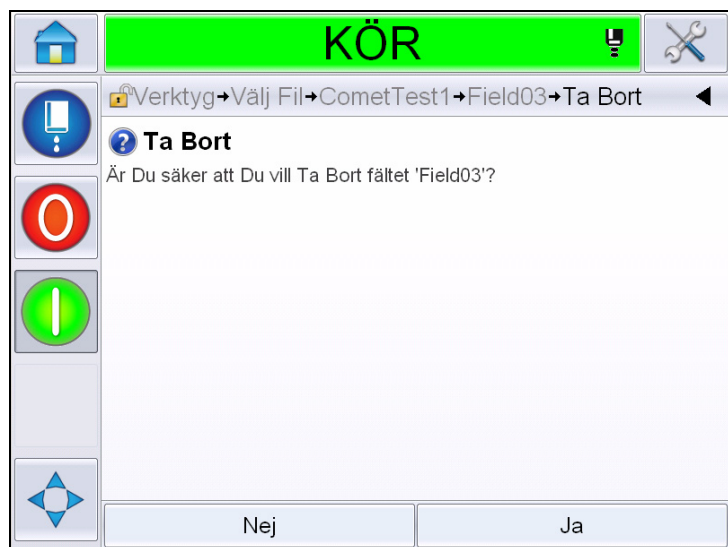 KÖR
Verktyg→Välj Fil→CometTest1→Field03→Ta Bort
Ta Bort
Är Du säker att Du vill Ta Bort fältet 'Field03'?
Nej
Ja